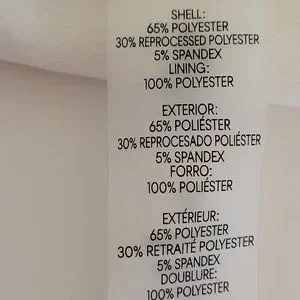 SHELL:
65% POLYESTER
30% REPROCESSED POLYESTER
5% SPANDEX
LINING:
100% POLYESTER
EXTERIOR:
65% POLIÉSTER
30% REPROCESADO POLIÉSTER
5% SPANDEX
FORRO:
100% POLIÉSTER
EXTÉRIEUR:
65% POLYESTER
30% RETRAITÉ POLYESTER
5% SPANDEX
DOUBLURE:
100% POLYESTER